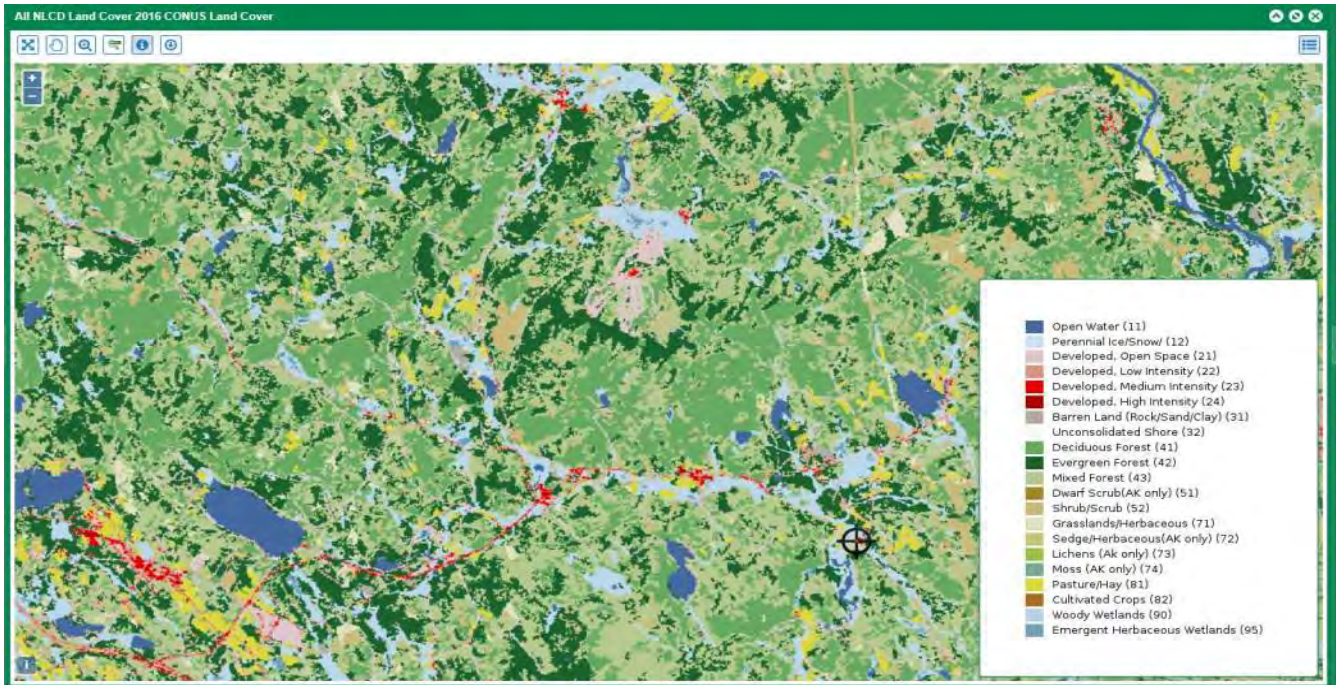 All NLCD Land Cover 2016 CONUS Land Cover
+
−
Open Water (11)
Perennial Ice/Snow/ (12)
Developed, Open Space (21)
Developed, Low Intensity (22)
Developed, Medium Intensity (23)
Developed, High Intensity (24)
Barren Land (Rock/Sand/Clay) (31)
Unconsolidated Shore (32)
Deciduous Forest (41)
Evergreen Forest (42)
Mixed Forest (43)
Dwarf Scrub(AK only) (51)
Shrub/Scrub (52)
Grasslands/Herbaceous (71)
Sedge/Herbaceous(AK only) (72)
Lichens (Ak only) (73)
Moss (AK only) (74)
Pasture/Hay (81)
Cultivated Crops (82)
Woody Wetlands (90)
Emergent Herbaceous Wetlands (95)
i